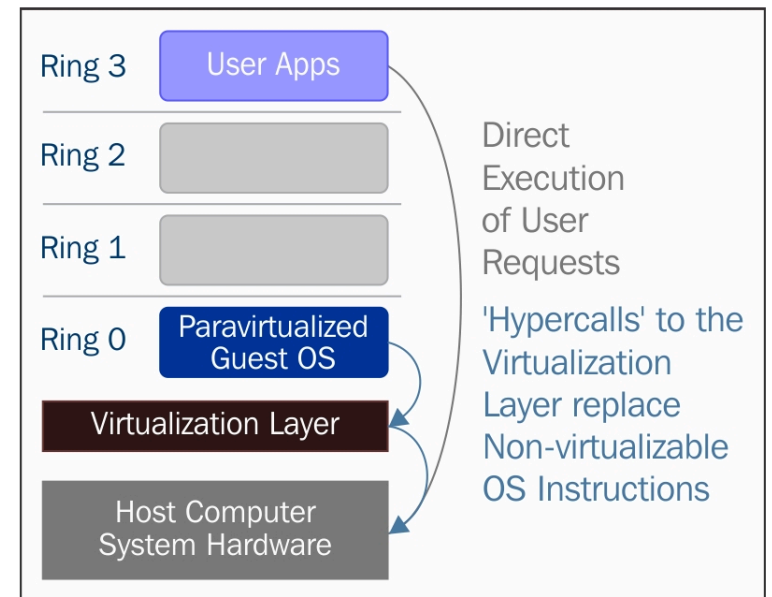 Ring 3
User Apps
Ring 2
Ring 1
Ring 0
Paravirtualized
Guest OS
Virtualization Layer
Host Computer
System Hardware
Direct
Execution
of User
Requests
'Hypercalls' to the
Virtualization
Layer replace
Non-virtualizable
OS Instructions